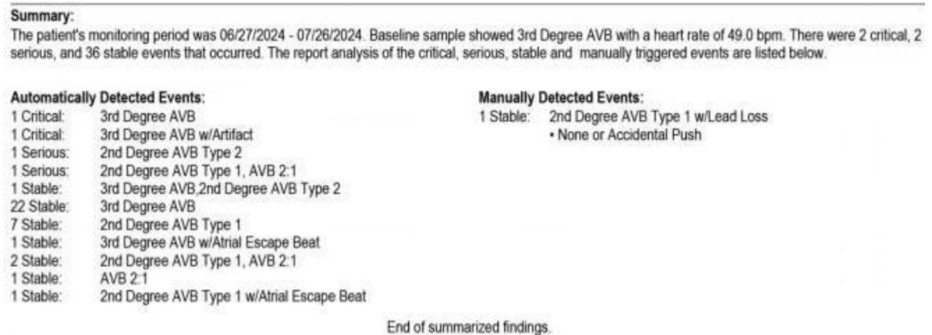 Summary:
The patient's monitoring period was 06/27/2024 - 07/26/2024. Baseline sample showed 3rd Degree AVB with a heart rate of 49.0 bpm. There were 2 critical, 2
serious, and 36 stable events that occurred. The report analysis of the critical, serious, stable and manually triggered events are listed below.
Automatically Detected Events:
1 Critical: 3rd Degree AVB
1 Critical: 3rd Degree AVB w/Artifact
1 Serious: 2nd Degree AVB Type 2
1 Serious: 2nd Degree AVB Type 1, AVB 2:1
1 Stable: 3rd Degree AVB,2nd Degree AVB Type 2
22 Stable: 3rd Degree AVB
7 Stable: 2nd Degree AVB Type 1
1 Stable: 3rd Degree AVB w/Atrial Escape Beat
2 Stable: 2nd Degree AVB Type 1, AVB 2:1
1 Stable: AVB 2:1
1 Stable: 2nd Degree AVB Type 1 w/Atrial Escape Beat
Manually Detected Events:
1 Stable: 2nd Degree AVB Type 1 w/Lead Loss
• None or Accidental Push
End of summarized findings.